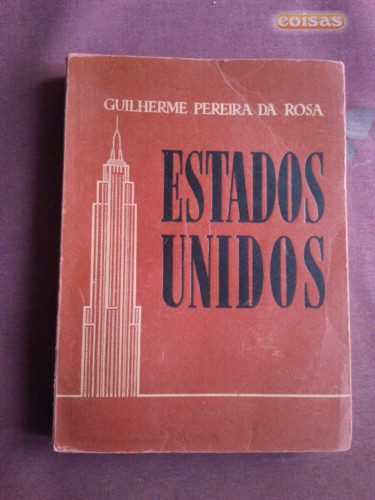 coisas
GUILHERME PEREIRA DA ROSA
ESTADOS
UNIDOS